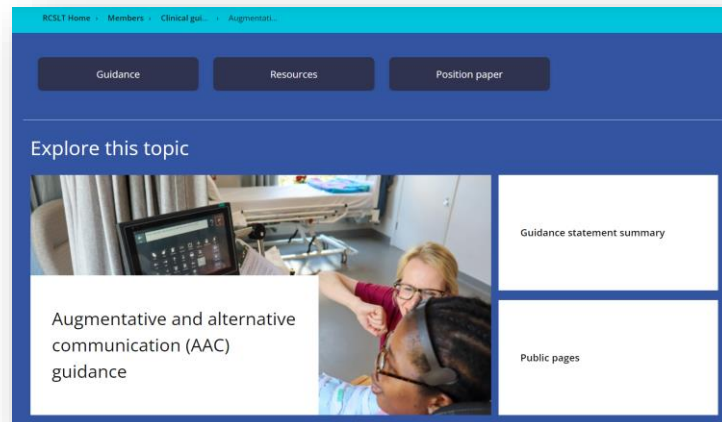 RCSLT Home › Members › Clinical gui... › Augmentati...
Guidance
Resources
Position paper
Explore this topic
Augmentative and alternative
communication (AAC)
guidance
Guidance statement summary
Public pages